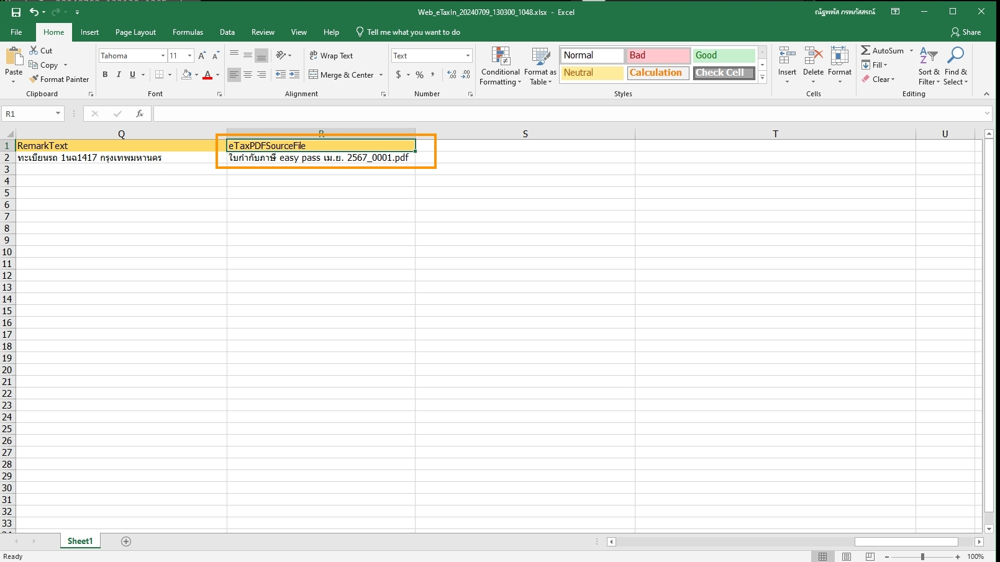 Web_eTaxIn_20240709_130300_1048.xlsx - Excel
ณัฐพพัส ภรพภัสสรณ์
File Home Insert Page Layout Formulas Data Review View Help Tell me what you want to do Share
Paste
Cut
Copy
Format Painter
Clipboard
Tahoma 11
B I U
Font
Wrap Text
Merge & Center
Alignment
Text
$ % ,
Number
Conditional Formatting
Format as Table
Normal Bad Good
Neutral Calculation Check Cell
Styles
Insert Delete Format
Cells
AutoSum
Fill
Clear
Sort & Filter
Find & Select
Editing
R1 fx
Q R S T U
1 RemarkText eTaxPDFSourceFile
2 ทะเบียนรถ 1นฉ1417 กรุงเทพมหานคร ใบกำกับภาษี easy pass เม.ย. 2567_0001.pdf
3
4
5
6
7
8
9
10
11
12
13
14
15
16
17
18
19
20
21
22
23
24
25
26
27
28
29
30
31
32
33
Sheet1
Ready 100%